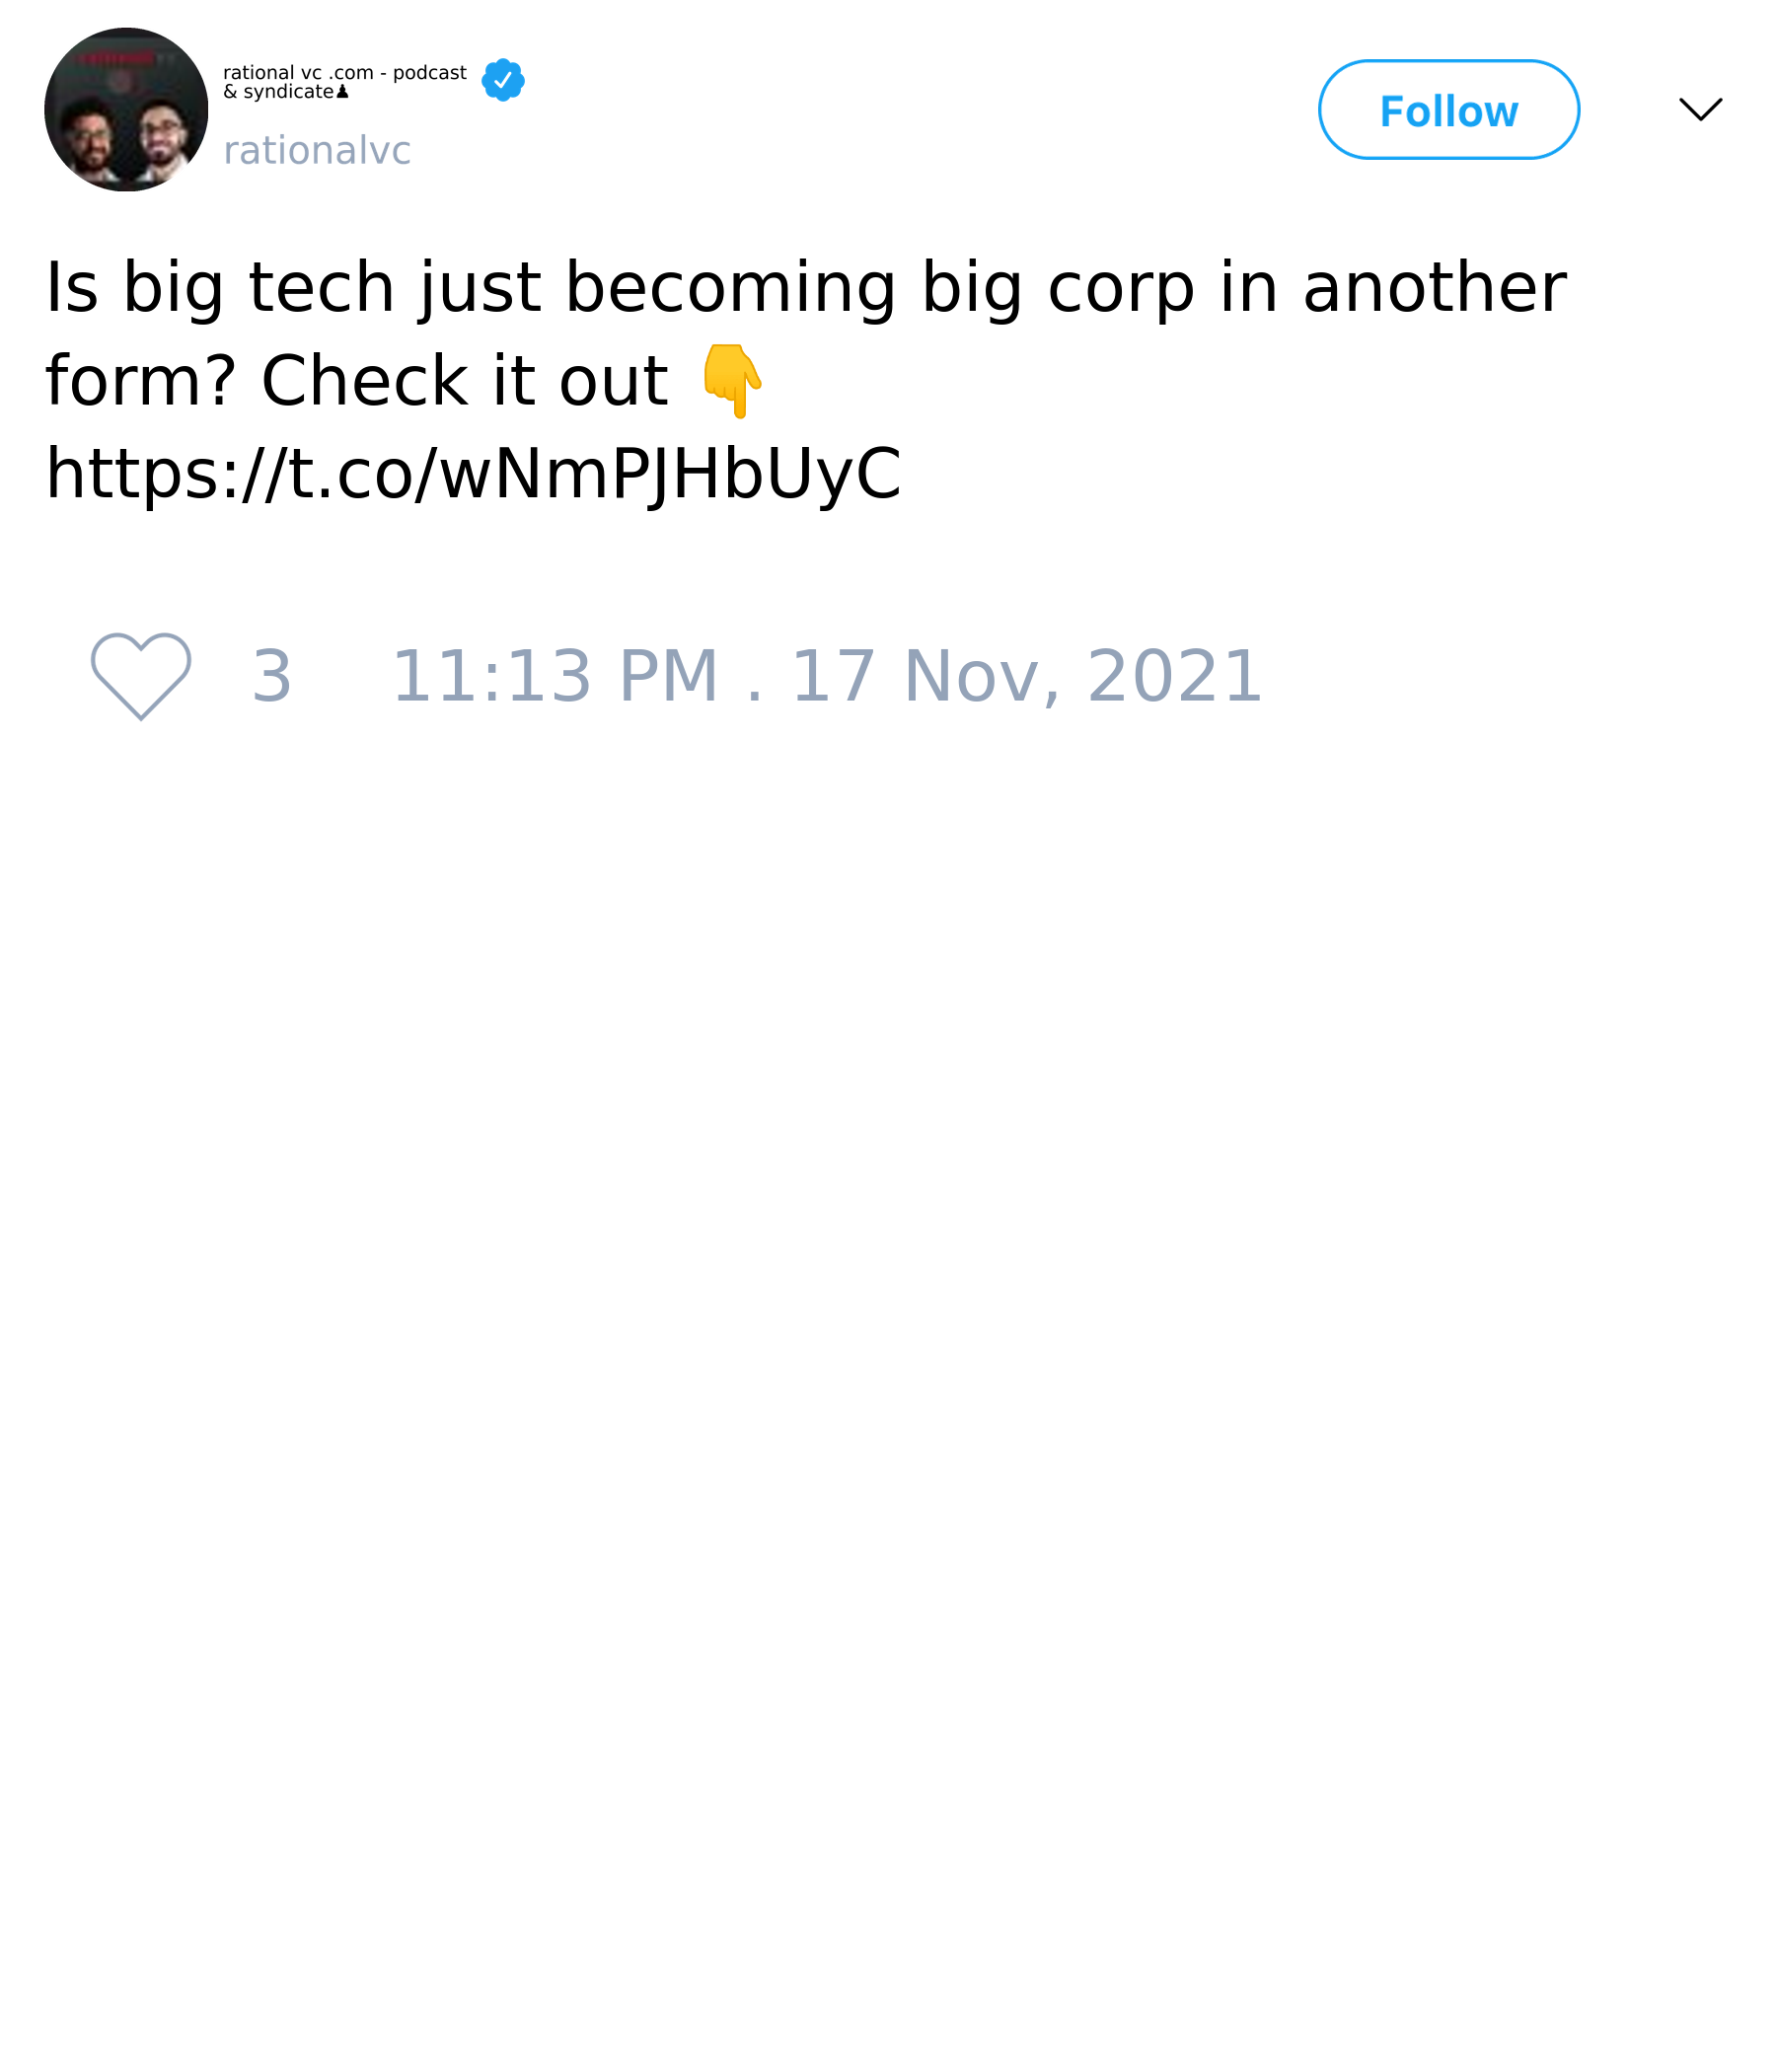 rational vc .com - podcast
& syndicate♟
rationalvc
Follow
Is big tech just becoming big corp in another
form? Check it out 👇
https://t.co/wNmPJHbUyC
3 11:13 PM . 17 Nov, 2021